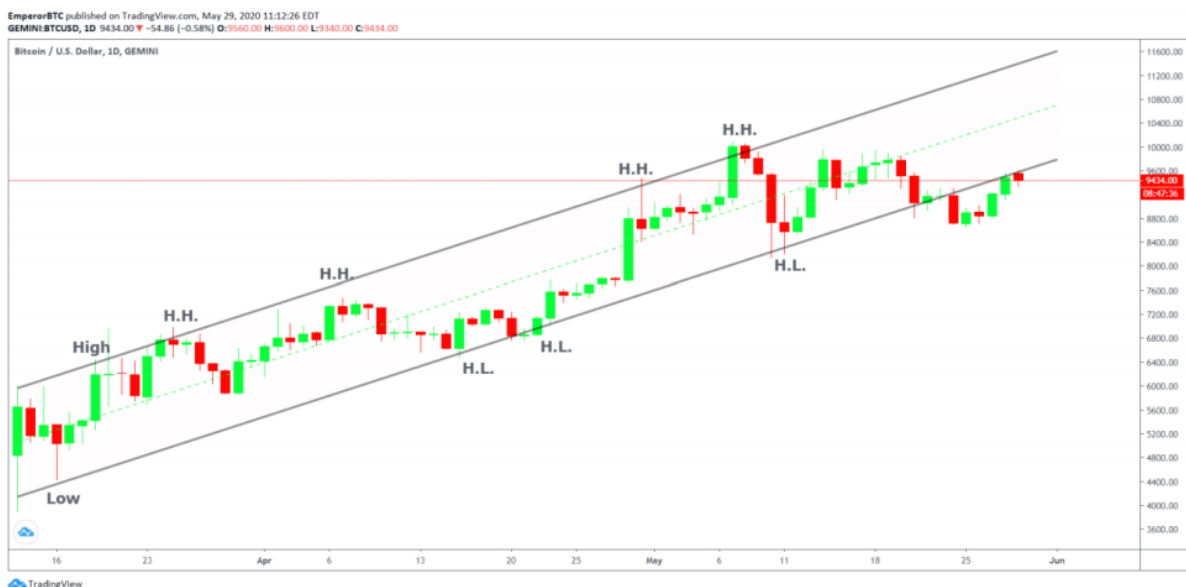 EmperorBTC published on TradingView.com, May 29, 2020 11:12:26 EDT
GEMINI:BTCUSD, 1D 9434.00 ▼ −54.86 (−0.58%) O:9560.00 H:9600.00 L:9340.00 C:9434.00
Bitcoin / U.S. Dollar, 1D, GEMINI
11600.00
11200.00
10800.00
10400.00
H.H.
10000.00
H.H.
9600.00
9434.00
08:47:36
8800.00
8400.00
H.L.
8000.00
H.H.
7600.00
7200.00
H.H.
6800.00
High
H.L.
6400.00
H.L.
6000.00
5600.00
5200.00
4800.00
Low
4400.00
4000.00
3600.00
16 23 Apr 6 13 20 25 May 6 11 18 25 Jun
TradingView